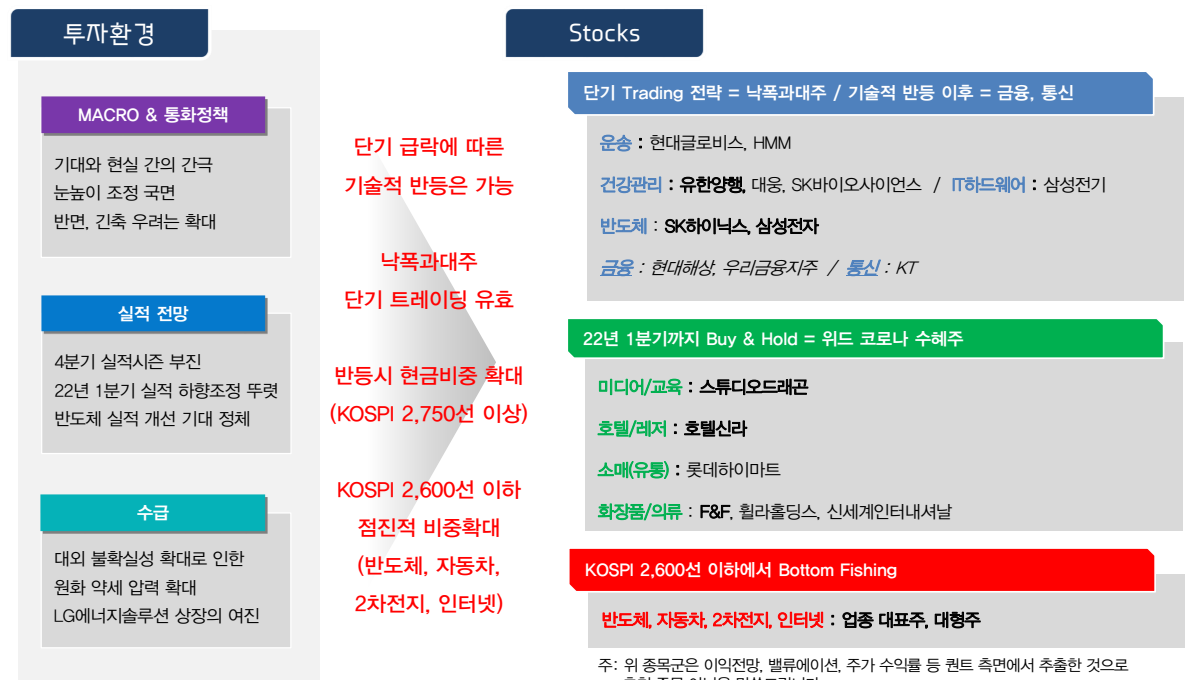 투자환경
MACRO & 통화정책
기대와 현실 간의 간극
눈높이 조정 국면
반면, 긴축 우려는 확대
실적 전망
4분기 실적시즌 부진
22년 1분기 실적 하향조정 뚜렷
반도체 실적 개선 기대 정체
수급
대외 불확실성 확대로 인한
원화 약세 압력 확대
LG에너지솔루션 상장의 여진
단기 급락에 따른
기술적 반등은 가능
낙폭과대주
단기 트레이딩 유효
반등시 현금비중 확대
(KOSPI 2,750선 이상)
KOSPI 2,600선 이하
점진적 비중확대
(반도체, 자동차,
2차전지, 인터넷)
Stocks
단기 Trading 전략 = 낙폭과대주 / 기술적 반등 이후 = 금융, 통신
운송 : 현대글로비스, HMM
건강관리 : 유한양행, 대웅, SK바이오사이언스 / IT하드웨어 : 삼성전기
반도체 : SK하이닉스, 삼성전자
금융 : 현대해상, 우리금융지주 / 통신 : KT
22년 1분기까지 Buy & Hold = 위드 코로나 수혜주
미디어/교육 : 스튜디오드래곤
호텔/레저 : 호텔신라
소매(유통) : 롯데하이마트
화장품/의류 : F&F, 휠라홀딩스, 신세계인터내셔날
KOSPI 2,600선 이하에서 Bottom Fishing
반도체, 자동차, 2차전지, 인터넷 : 업종 대표주, 대형주
주: 위 종목군은 이익전망, 밸류에이션, 주가 수익률 등 퀀트 측면에서 추출한 것으로